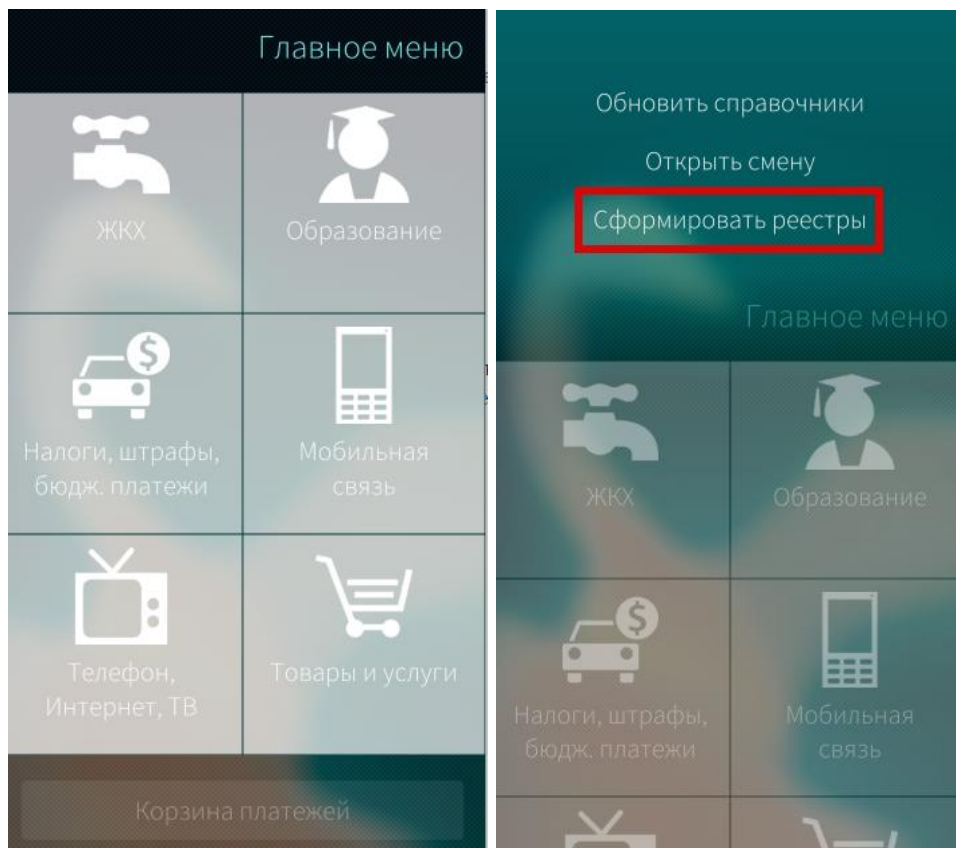 Главное меню
ЖКХ
Образование
Налоги, штрафы,
бюдж. платежи
Мобильная
связь
Телефон,
Интернет, ТВ
Товары и услуги
Корзина платежей
Обновить справочники
Открыть смену
Сформировать реестры
Главное меню
ЖКХ
Образование
Налоги, штрафы,
бюдж. платежи
Мобильная
связь